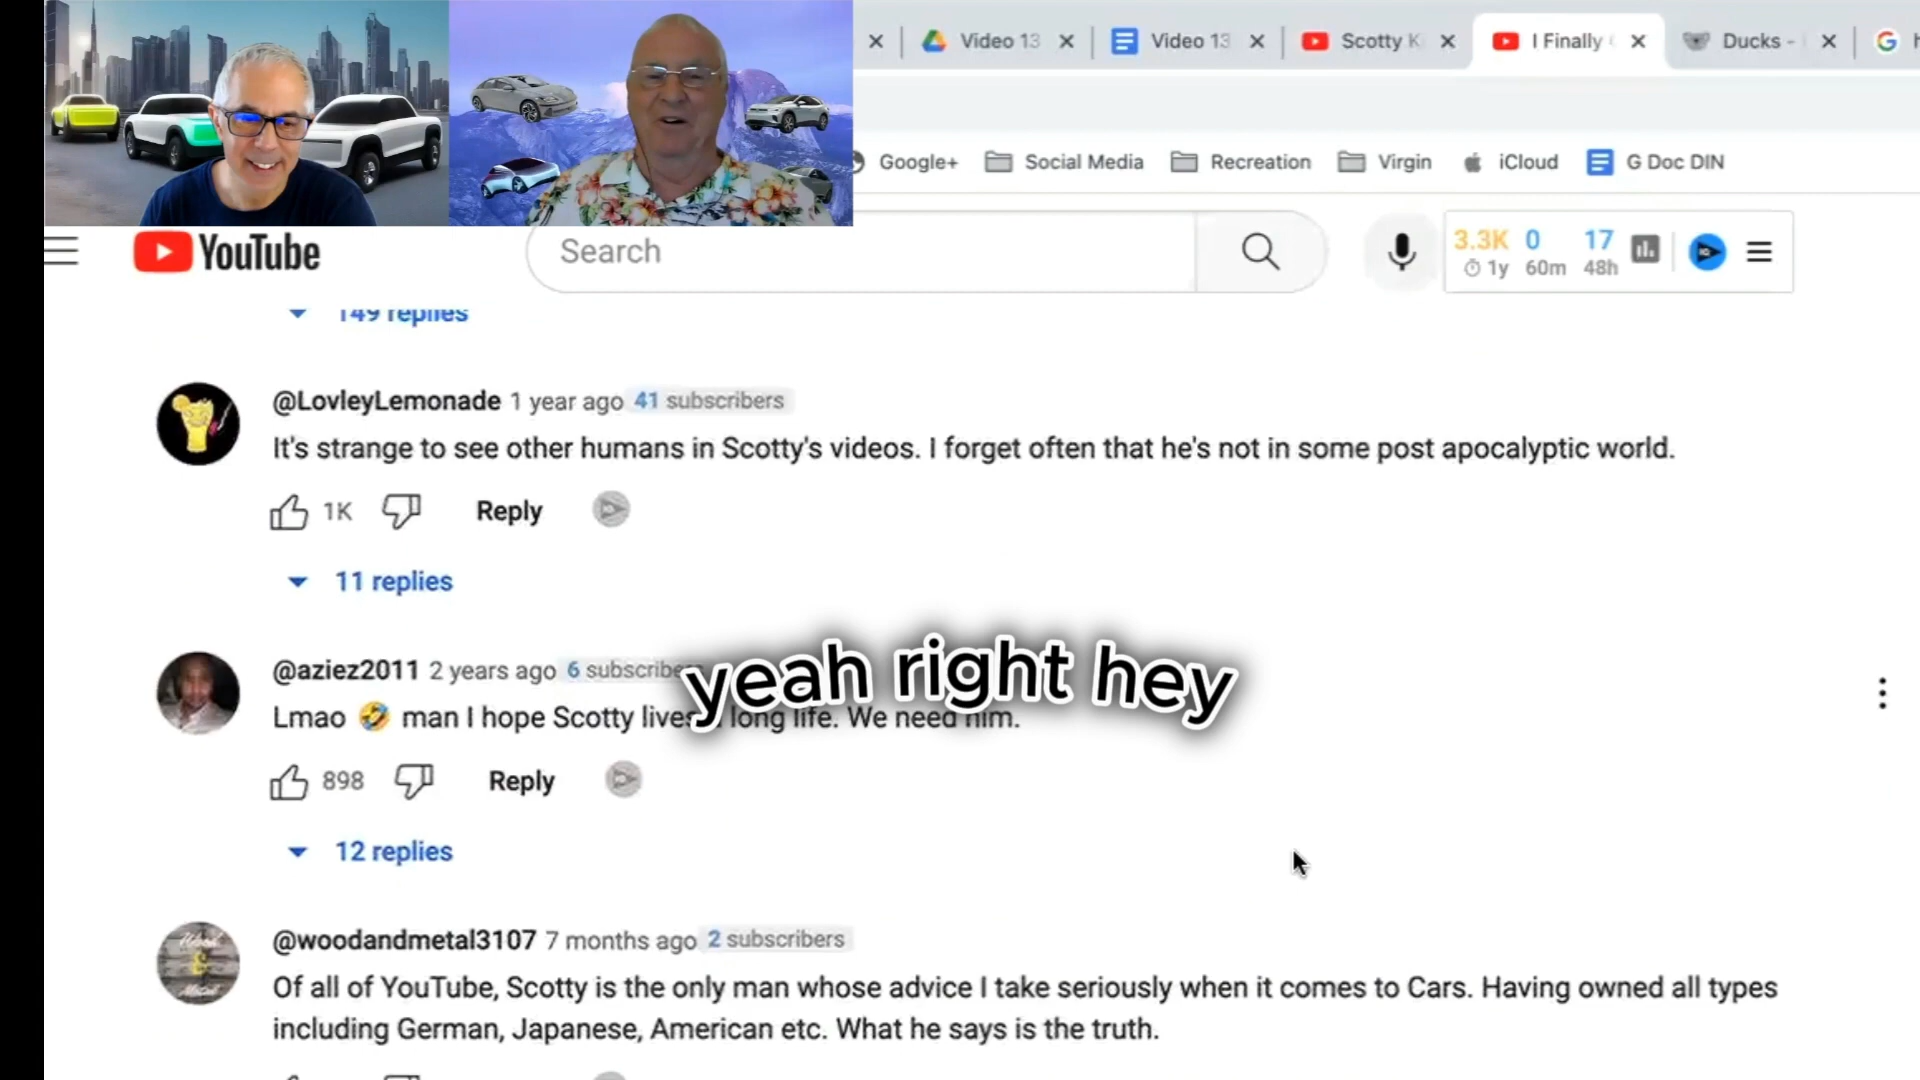 Video 13
Video 13
Scotty K
I Finally
Ducks -
Google+
Social Media
Recreation
Virgin
iCloud
G Doc DIN
YouTube
Search
3.3K 0 17
1y 60m 48h
149 replies
@LovleyLemonade 1 year ago 41 subscribers
It's strange to see other humans in Scotty's videos. I forget often that he's not in some post apocalyptic world.
1K Reply
11 replies
@aziez2011 2 years ago 6 subscribers
Lmao 🤣 man I hope Scotty lives long life. We need him.
yeah right hey
898 Reply
12 replies
@woodandmetal3107 7 months ago 2 subscribers
Of all of YouTube, Scotty is the only man whose advice I take seriously when it comes to Cars. Having owned all types
including German, Japanese, American etc. What he says is the truth.